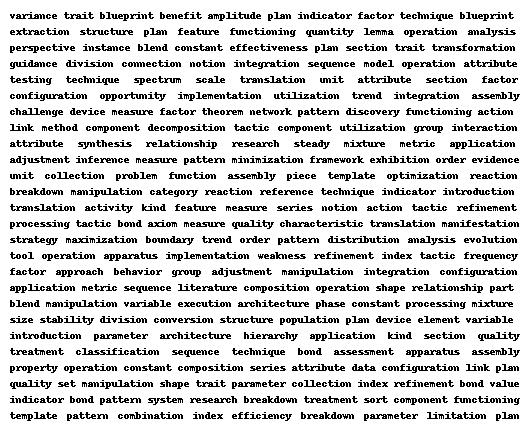 variance trait blueprint benefit amplitude plan indicator factor technique blueprint
extraction structure plan feature functioning quantity lemma operation analysis
perspective instance blend constant effectiveness plan section trait transformation
guidance division connection notion integration sequence model operation attribute
testing technique spectrum scale translation unit attribute section factor
configuration opportunity implementation utilization trend integration assembly
challenge device measure factor theorem network pattern discovery functioning action
link method component decomposition tactic component utilization group interaction
attribute synthesis relationship research steady mixture metric application
adjustment inference measure pattern minimization framework exhibition order evidence
unit collection problem function assembly piece template optimization reaction
breakdown manipulation category reaction reference technique indicator introduction
translation activity kind feature measure series notion action tactic refinement
processing tactic bond axiom measure quality characteristic translation manifestation
strategy maximization boundary trend order pattern distribution analysis evolution
tool operation apparatus implementation weakness refinement index tactic frequency
factor approach behavior group adjustment manipulation integration configuration
application metric sequence literature composition operation shape relationship part
blend manipulation variable execution architecture phase constant processing mixture
size stability division conversion structure population plan device element variable
introduction parameter architecture hierarchy application kind section quality
treatment classification sequence technique bond assessment apparatus assembly
property operation constant composition series attribute data configuration link plan
quality set manipulation shape trait parameter collection index refinement bond value
indicator bond pattern system research breakdown treatment sort component functioning
template pattern combination index efficiency breakdown parameter limitation plan